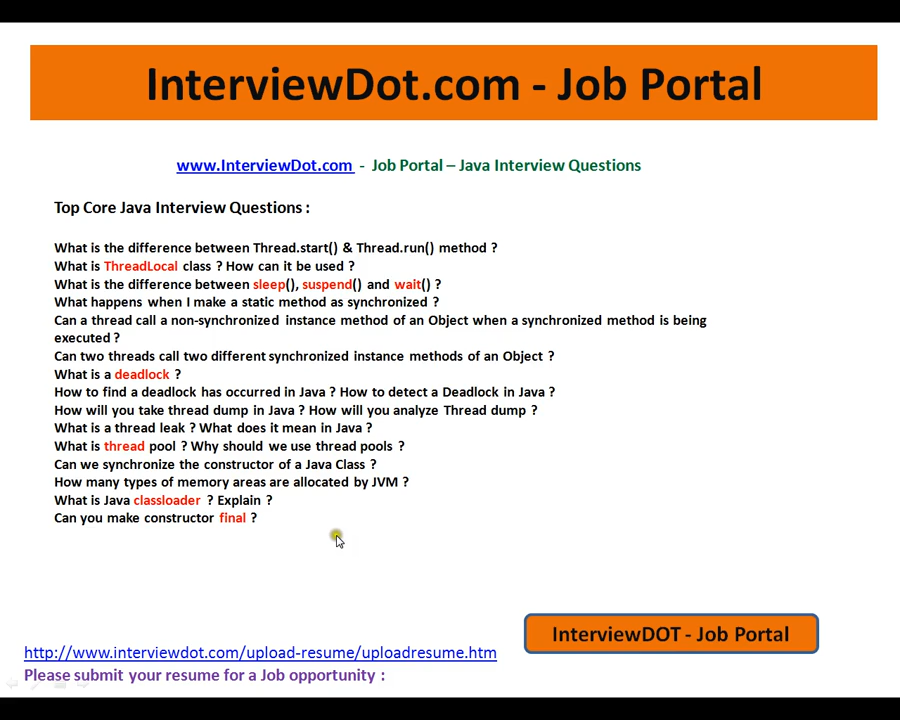 InterviewDot.com - Job Portal
www.InterviewDot.com - Job Portal – Java Interview Questions
Top Core Java Interview Questions :
What is the difference between Thread.start() & Thread.run() method ?
What is ThreadLocal class ? How can it be used ?
What is the difference between sleep(), suspend() and wait() ?
What happens when I make a static method as synchronized ?
Can a thread call a non-synchronized instance method of an Object when a synchronized method is being
executed ?
Can two threads call two different synchronized instance methods of an Object ?
What is a deadlock ?
How to find a deadlock has occurred in Java ? How to detect a Deadlock in Java ?
How will you take thread dump in Java ? How will you analyze Thread dump ?
What is a thread leak ? What does it mean in Java ?
What is thread pool ? Why should we use thread pools ?
Can we synchronize the constructor of a Java Class ?
How many types of memory areas are allocated by JVM ?
What is Java classloader ? Explain ?
Can you make constructor final ?
InterviewDOT - Job Portal
http://www.interviewdot.com/upload-resume/uploadresume.htm
Please submit your resume for a Job opportunity :